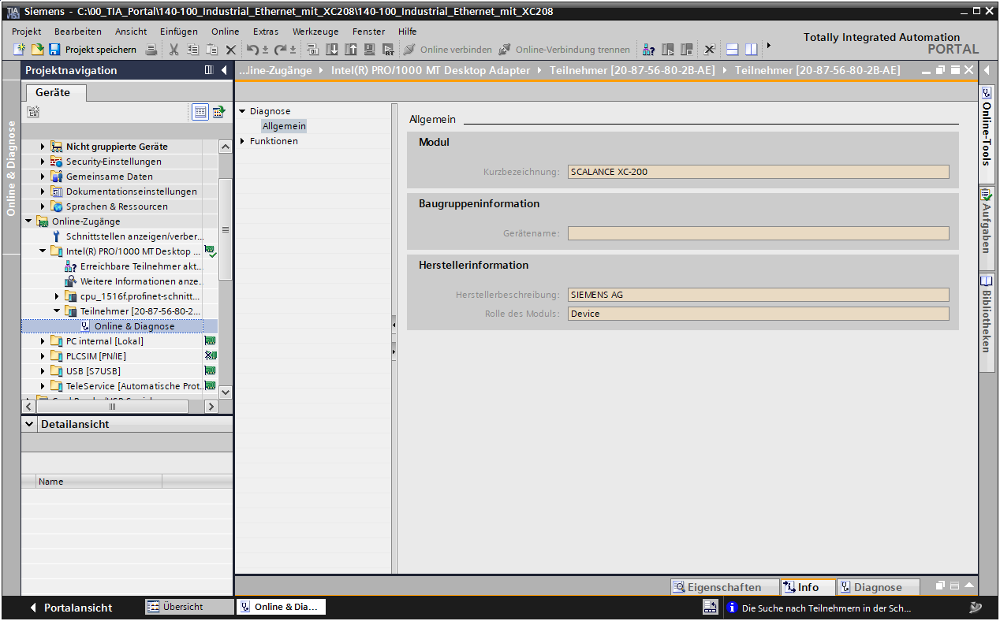 Siemens - C:\00_TIA_Portal\140-100_Industrial_Ethernet_mit_XC208\140-100_Industrial_Ethernet_mit_XC208
Projekt Bearbeiten Ansicht Einfügen Online Extras Werkzeuge Fenster Hilfe
Totally Integrated Automation
PORTAL
Projekt speichern Online verbinden Online-Verbindung trennen
Projektnavigation
...line-Zugänge Intel(R) PRO/1000 MT Desktop Adapter Teilnehmer [20-87-56-80-2B-AE] Teilnehmer [20-87-56-80-2B-AE]
Geräte
Online & Diagnose
Nicht gruppierte Geräte
Security-Einstellungen
Gemeinsame Daten
Dokumentationseinstellungen
Sprachen & Ressourcen
Online-Zugänge
Schnittstellen anzeigen/verber...
Intel(R) PRO/1000 MT Desktop ...
Erreichbare Teilnehmer akt...
Weitere Informationen anze...
cpu_1516f.profinet-schnitt...
Teilnehmer [20-87-56-80-2...
Online & Diagnose
PC internal [Lokal]
PLCSIM [PN/IE]
USB [S7USB]
TeleService [Automatische Prot...
Detailansicht
Name
Diagnose
Allgemein
Funktionen
Allgemein
Modul
Kurzbezeichnung: SCALANCE XC-200
Baugruppeninformation
Gerätename:
Herstellerinformation
Herstellerbeschreibung: SIEMENS AG
Rolle des Moduls: Device
Online-Tools
Aufgaben
Bibliotheken
Eigenschaften Info Diagnose
Portalansicht Übersicht Online & Dia... Die Suche nach Teilnehmern in der Sch...